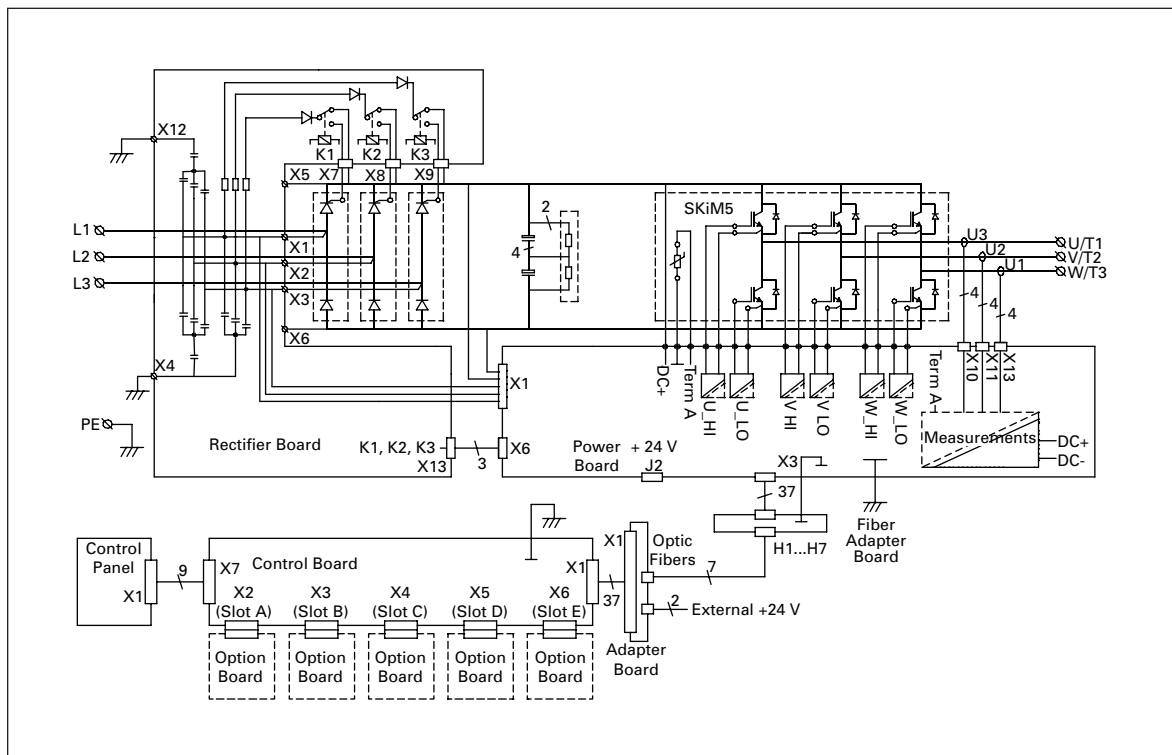 X12
K1
K2
K3
X5
X7
X8
X9
2
4
SKiM5
L1
L2
L3
X1
X2
X3
X6
U3
U2
U1
U/T1
V/T2
W/T3
4
4
4
X4
PE
Rectifier Board
K1, K2, K3
X13
3
X1
X6
DC+
Term A
U_HI
U_LO
V HI
V LO
W_HI
W_LO
Term A
X10
X11
X13
Measurements
DC+
DC-
Power + 24 V
Board
J2
X3
37
H1...H7
Fiber
Adapter
Board
Control
Panel
X1
9
X7
Control Board
X1
37
X1
Optic
Fibers
7
2
External +24 V
Adapter
Board
X2
(Slot A)
X3
(Slot B)
X4
(Slot C)
X5
(Slot D)
X6
(Slot E)
Option
Board
Option
Board
Option
Board
Option
Board
Option
Board